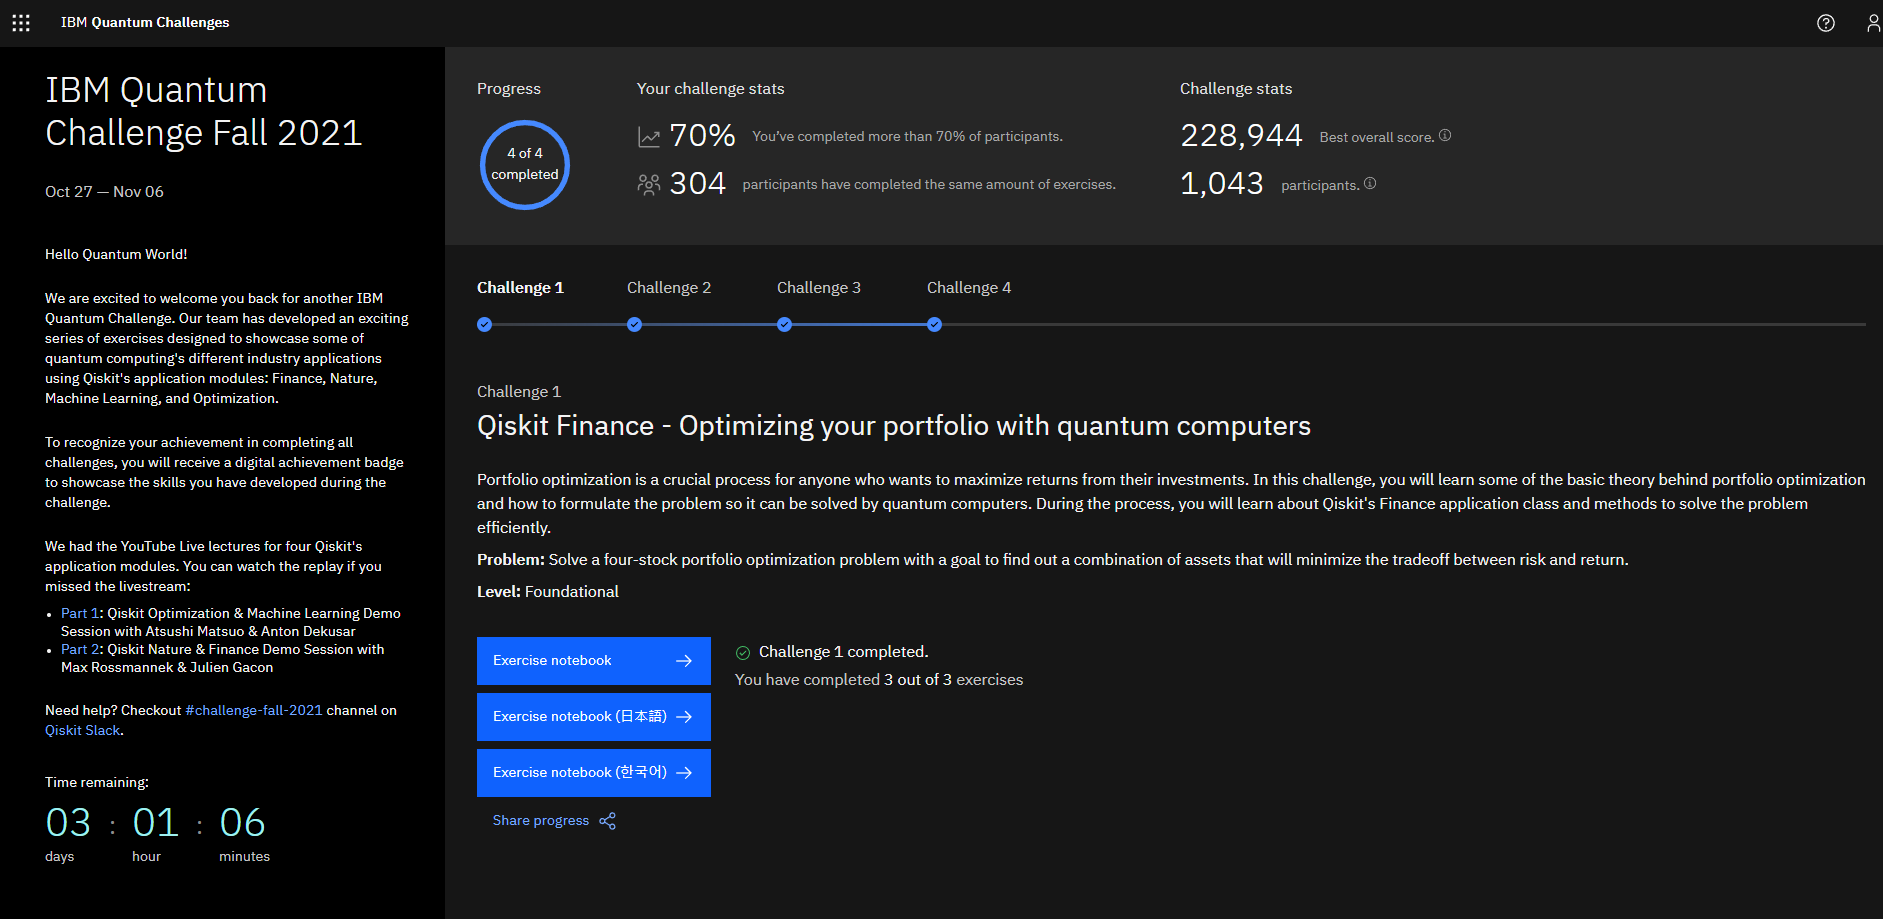 IBM Quantum Challenges
IBM Quantum
Challenge Fall 2021
Oct 27 — Nov 06
Hello Quantum World!
We are excited to welcome you back for another IBM
Quantum Challenge. Our team has developed an exciting
series of exercises designed to showcase some of
quantum computing's different industry applications
using Qiskit's application modules: Finance, Nature,
Machine Learning, and Optimization.
To recognize your achievement in completing all
challenges, you will receive a digital achievement badge
to showcase the skills you have developed during the
challenge.
We had the YouTube Live lectures for four Qiskit's
application modules. You can watch the replay if you
missed the livestream:
• Part 1: Qiskit Optimization & Machine Learning Demo
Session with Atsushi Matsuo & Anton Dekusar
• Part 2: Qiskit Nature & Finance Demo Session with
Max Rossmannek & Julien Gacon
Need help? Checkout #challenge-fall-2021 channel on
Qiskit Slack.
Time remaining:
03 : 01 : 06
days hour minutes
Progress
4 of 4
completed
Your challenge stats
70% You've completed more than 70% of participants.
304 participants have completed the same amount of exercises.
Challenge stats
228,944 Best overall score.
1,043 participants.
Challenge 1 Challenge 2 Challenge 3 Challenge 4
Challenge 1
Qiskit Finance - Optimizing your portfolio with quantum computers
Portfolio optimization is a crucial process for anyone who wants to maximize returns from their investments. In this challenge, you will learn some of the basic theory behind portfolio optimization
and how to formulate the problem so it can be solved by quantum computers. During the process, you will learn about Qiskit's Finance application class and methods to solve the problem
efficiently.
Problem: Solve a four-stock portfolio optimization problem with a goal to find out a combination of assets that will minimize the tradeoff between risk and return.
Level: Foundational
Exercise notebook
Exercise notebook (日本語)
Exercise notebook (한국어)
Share progress
Challenge 1 completed.
You have completed 3 out of 3 exercises